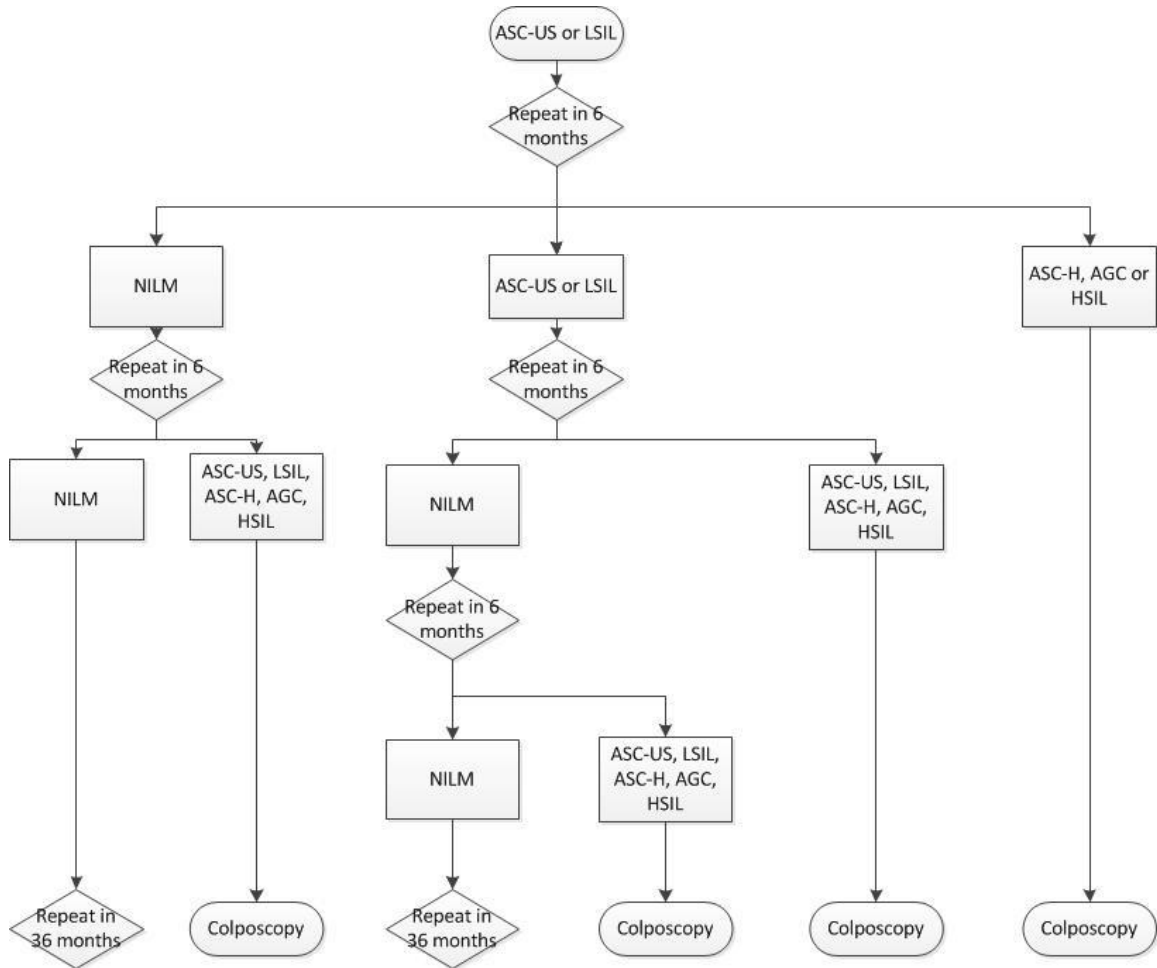 ASC-US or LSIL
Repeat in 6
months
NILM
ASC-US or LSIL
ASC-H, AGC or
HSIL
Repeat in 6
months
Repeat in 6
months
NILM
ASC-US, LSIL,
ASC-H, AGC,
HSIL
NILM
ASC-US, LSIL,
ASC-H, AGC,
HSIL
Repeat in 6
months
NILM
ASC-US, LSIL,
ASC-H, AGC,
HSIL
Repeat in
36 months
Colposcopy
Repeat in
36 months
Colposcopy
Colposcopy
Colposcopy